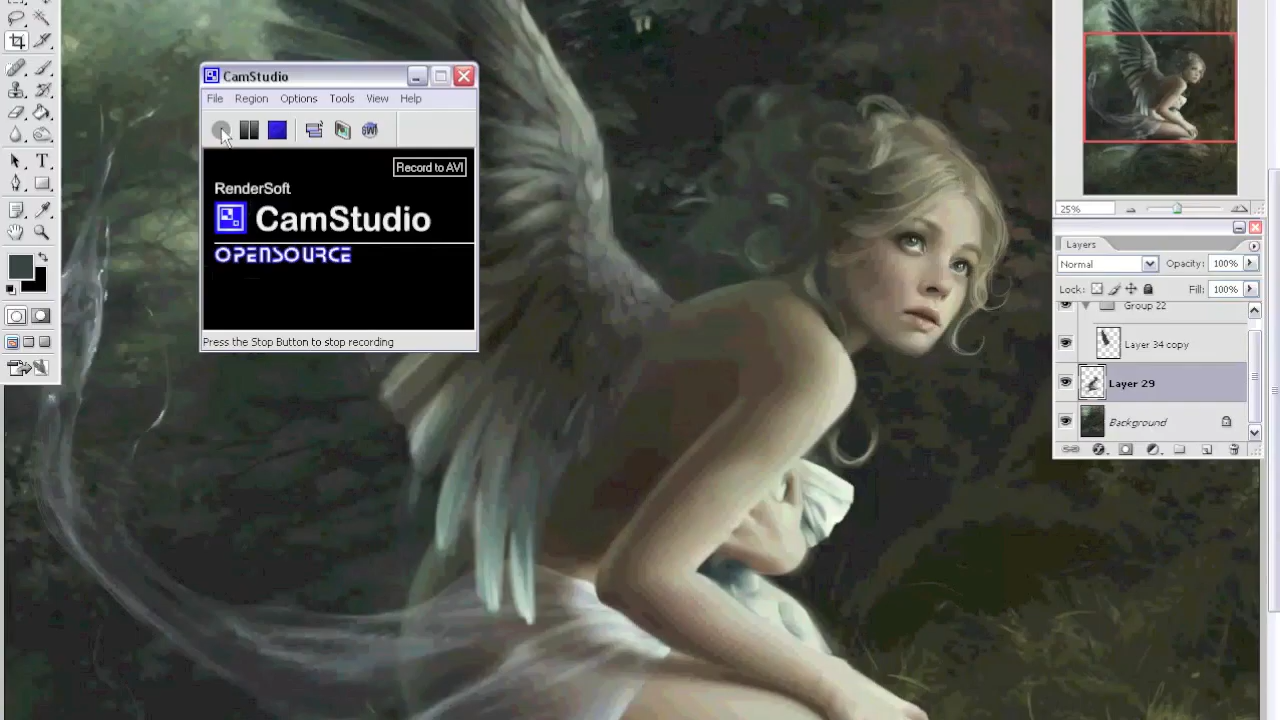 CamStudio
File Region Options Tools View Help
Record to AVI
RenderSoft
CamStudio
OPENSOURCE
Press the Stop Button to stop recording
25%
Layers
Normal Opacity: 100%
Lock: Fill: 100%
Group 22
Layer 34 copy
Layer 29
Background